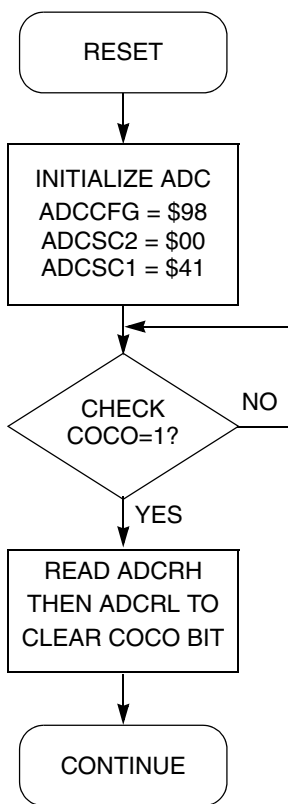 RESET
INITIALIZE ADC
ADCCFG = $98
ADCSC2 = $00
ADCSC1 = $41
CHECK
COCO=1?
NO
YES
READ ADCRH
THEN ADCRL TO
CLEAR COCO BIT
CONTINUE